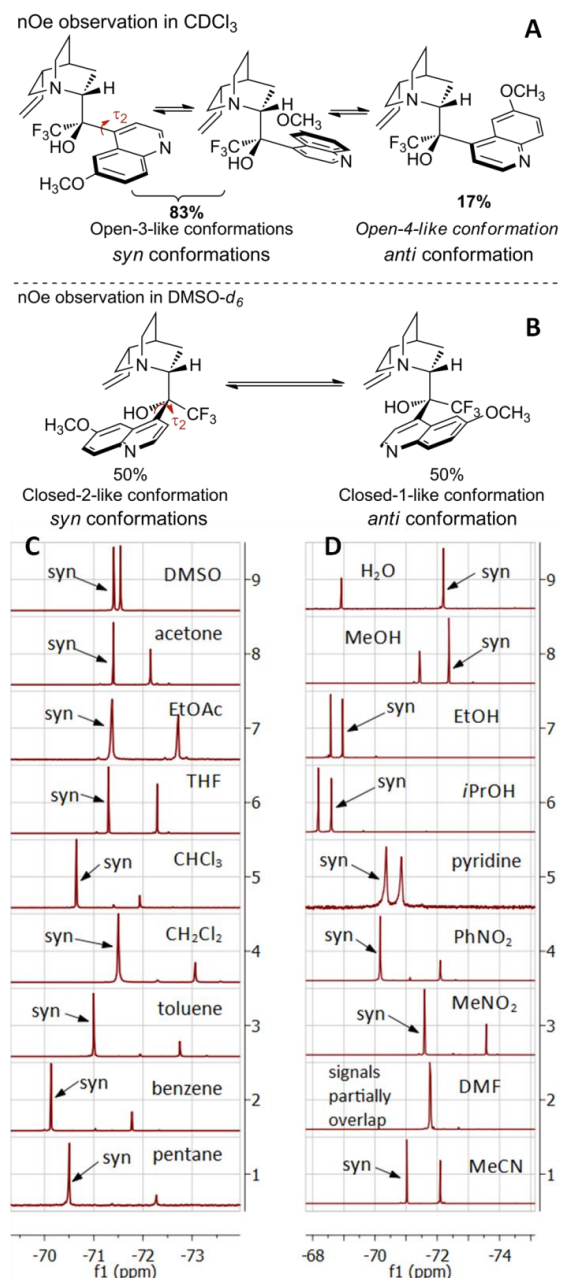 nOe observation in CDCl3
A
N
H
F3C
HO
τ2
N
CH3O
N
H
OCH3
F3C
HO
N
N
H
OCH3
F3C
HO
N
83%
17%
Open-3-like conformations
Open-4-like conformation
syn conformations
anti conformation
nOe observation in DMSO-d6
B
N
H
HO
CF3
CH3O
τ2
N
N
H
HO
CF3
OCH3
N
50%
50%
Closed-2-like conformation
Closed-1-like conformation
syn conformations
anti conformation
C
syn
DMSO
9
syn
acetone
8
syn
EtOAc
7
syn
THF
6
syn
CHCl3
5
syn
CH2Cl2
4
syn
toluene
3
syn
benzene
2
syn
pentane
1
-70 -71 -72 -73
f1 (ppm)
D
H2O
syn
9
MeOH
syn
8
syn
EtOH
7
syn
iPrOH
6
syn
pyridine
5
syn
PhNO2
4
syn
MeNO2
3
signals
partially
overlap
DMF
2
syn
MeCN
1
-68 -70 -72 -74
f1 (ppm)